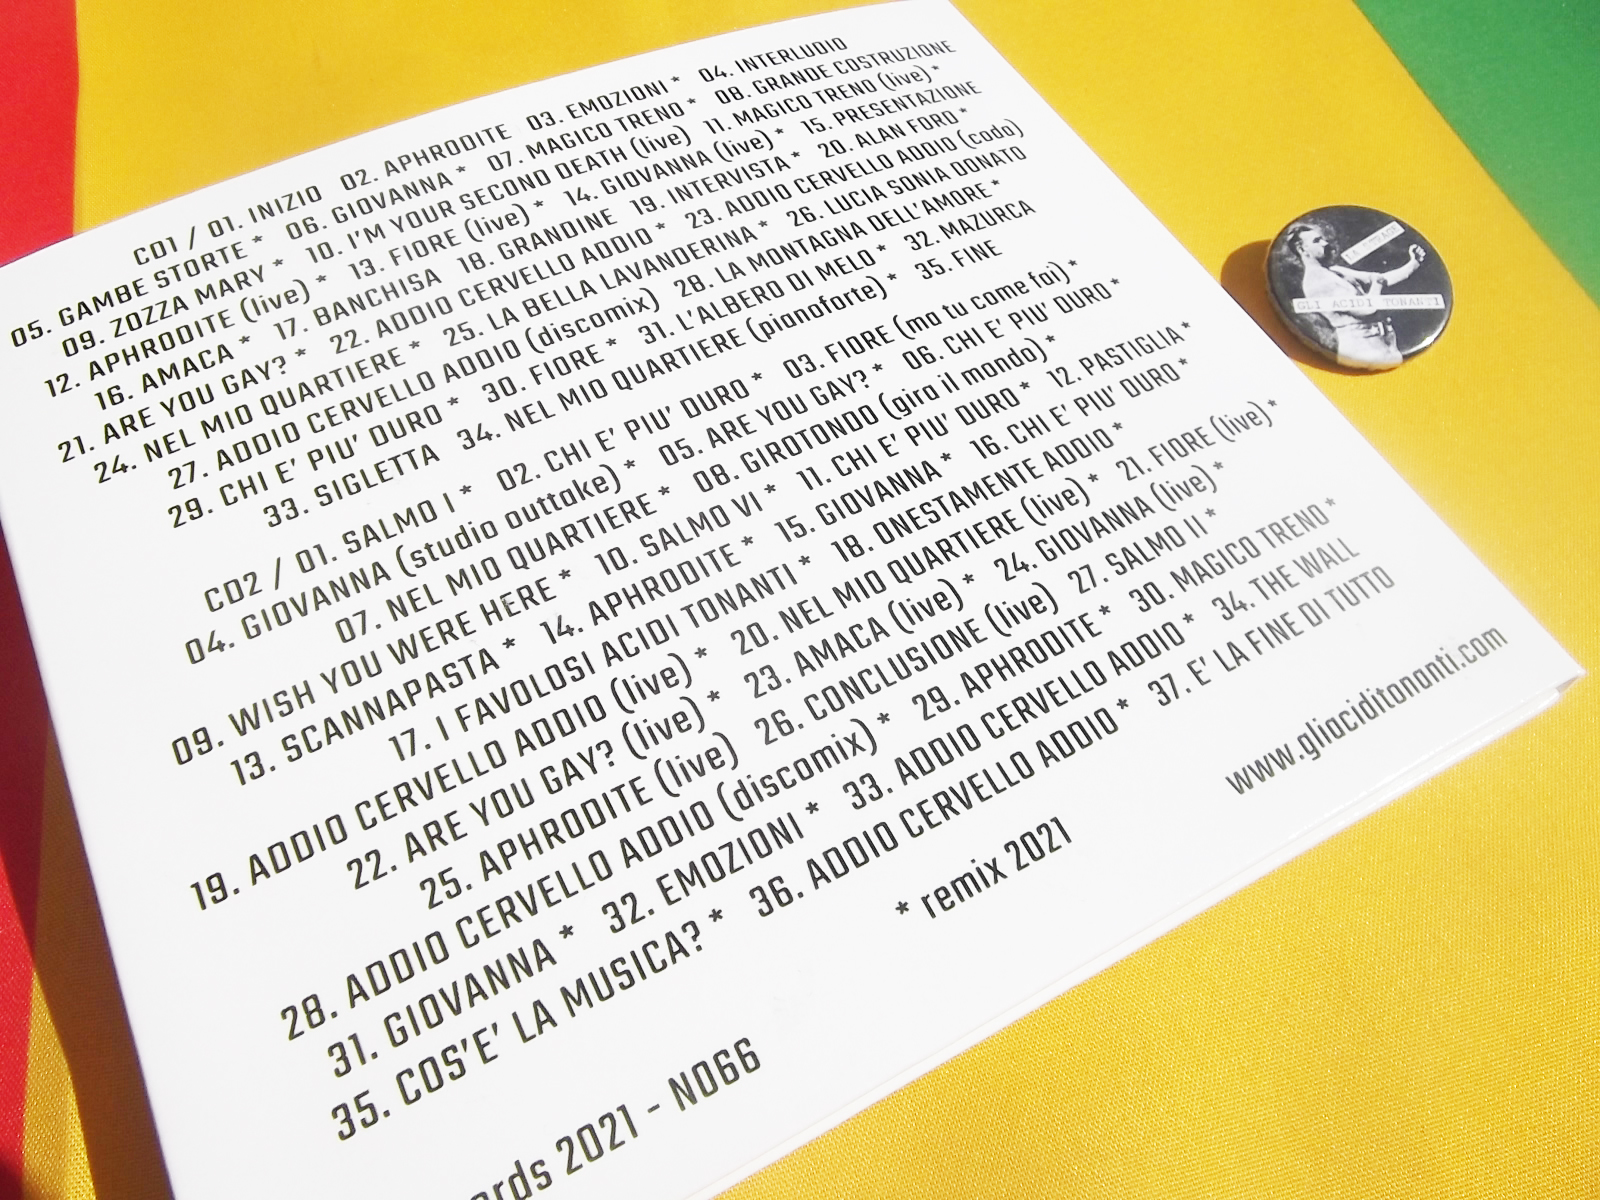 CD1 / 01. INIZIO 02. APHRODITE 03. EMOZIONI * 04. INTERLUDIO
05. GAMBE STORTE * 06. GIOVANNA * 07. MAGICO TRENO * 08. GRANDE COSTRUZIONE
09. ZOZZA MARY * 10. I'M YOUR SECOND DEATH (live) 11. MAGICO TRENO (live) *
12. APHRODITE (live) * 13. FIORE (live) * 14. GIOVANNA (live) * 15. PRESENTAZIONE
16. AMACA * 17. BANCHISA 18. GRANDINE 19. INTERVISTA * 20. ALAN FORD *
21. ARE YOU GAY? * 22. ADDIO CERVELLO ADDIO * 23. ADDIO CERVELLO ADDIO (coda)
24. NEL MIO QUARTIERE * 25. LA BELLA LAVANDERINA * 26. LUCIA SONIA DONATO
27. ADDIO CERVELLO ADDIO (discomix) 28. LA MONTAGNA DELL'AMORE *
29. CHI E' PIU' DURO * 30. FIORE * 31. L'ALBERO DI MELO * 32. MAZURCA
33. SIGLETTA 34. NEL MIO QUARTIERE (pianoforte) * 35. FINE
CD2 / 01. SALMO I * 02. CHI E' PIU' DURO * 03. FIORE (ma tu come fai) *
04. GIOVANNA (studio outtake) * 05. ARE YOU GAY? * 06. CHI E' PIU' DURO *
07. NEL MIO QUARTIERE * 08. GIROTONDO (giro il mondo) *
09. WISH YOU WERE HERE * 10. SALMO VI * 11. CHI E' PIU' DURO * 12. PASTIGLIA *
13. SCANNAPASTA * 14. APHRODITE * 15. GIOVANNA * 16. CHI E' PIU' DURO *
17. I FAVOLOSI ACIDI TONANTI * 18. ONESTAMENTE ADDIO *
19. ADDIO CERVELLO ADDIO (live) * 20. NEL MIO QUARTIERE (live) * 21. FIORE (live) *
22. ARE YOU GAY? (live) * 23. AMACA (live) * 24. GIOVANNA (live) *
25. APHRODITE (live) 26. CONCLUSIONE (live) 27. SALMO II *
28. ADDIO CERVELLO ADDIO (discomix) * 29. APHRODITE * 30. MAGICO TRENO *
31. GIOVANNA * 32. EMOZIONI * 33. ADDIO CERVELLO ADDIO * 34. THE WALL
35. COS'E' LA MUSICA? * 36. ADDIO CERVELLO ADDIO * 37. E' LA FINE DI TUTTO
* remix 2021
www.gliaciditonanti.com
ords 2021 - N066
GLI ACIDI TONANTI